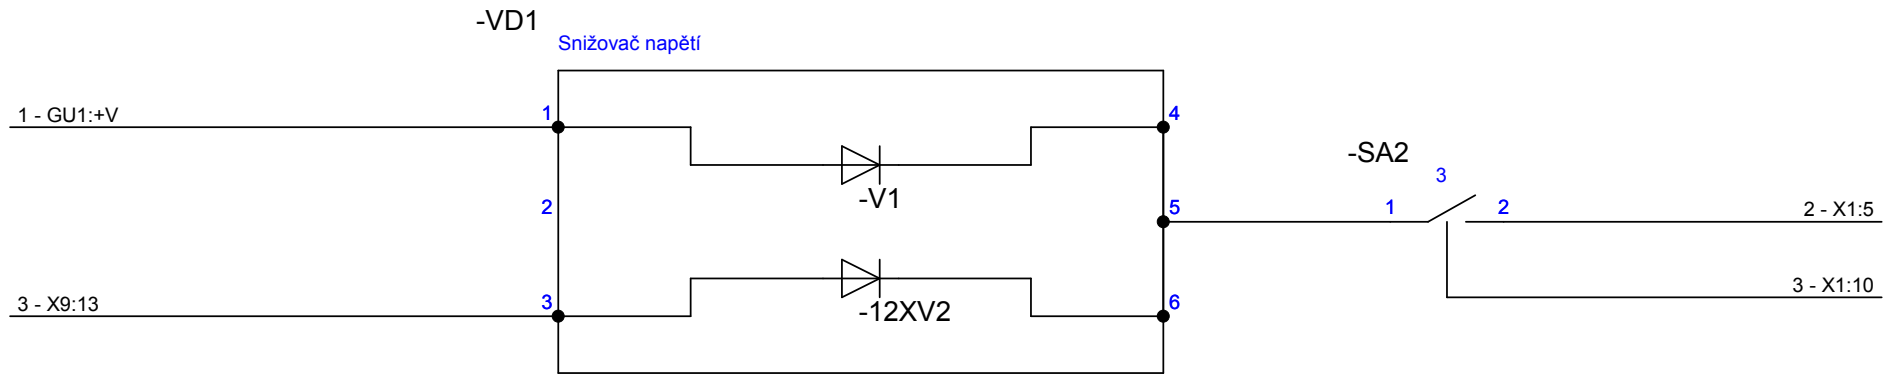 -VD1
Snižovač napětí
1 - GU1:+V
1
4
-SA2
3
-V1
2
5
1
2
2 - X1:5
3 - X1:10
3 - X9:13
3
6
-12XV2